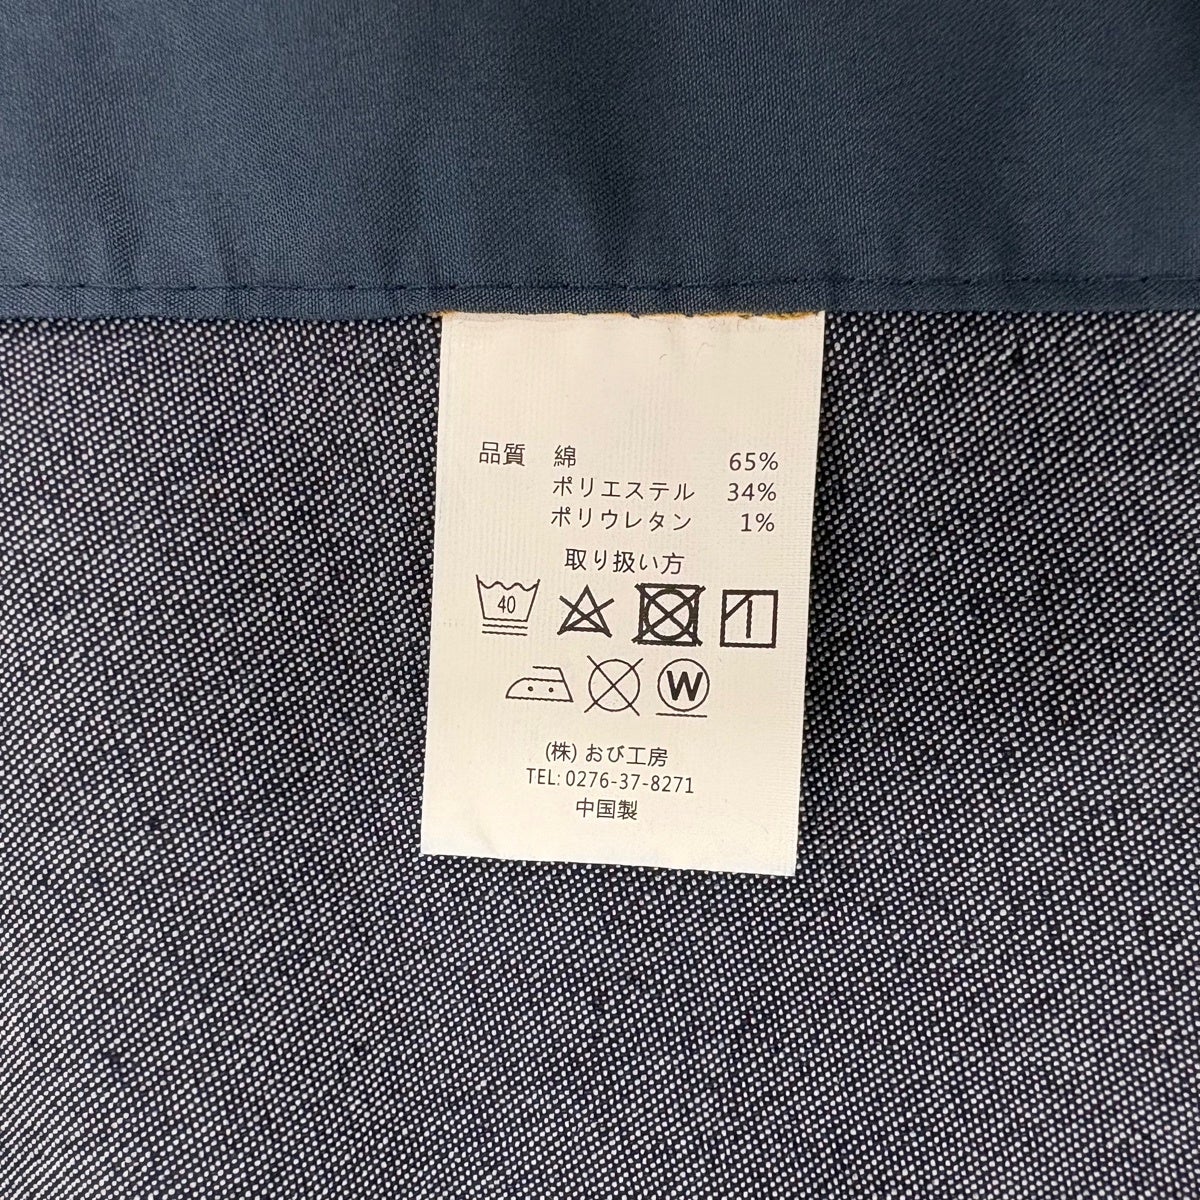 品質 綿 65%
ポリエステル 34%
ポリウレタン 1%
取り扱い方
40
W
(株) おび工房
TEL: 0276-37-8271
中国製